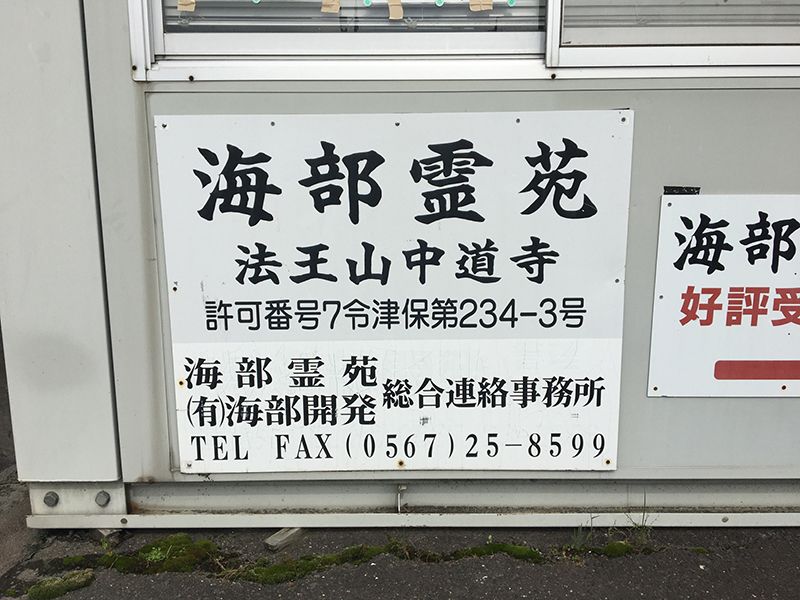 海部霊苑
法王山中道寺
許可番号7令津保第234-3号
海部霊苑
(有)海部開発
総合連絡事務所
TEL FAX(0567)25-8599
海部
好評受